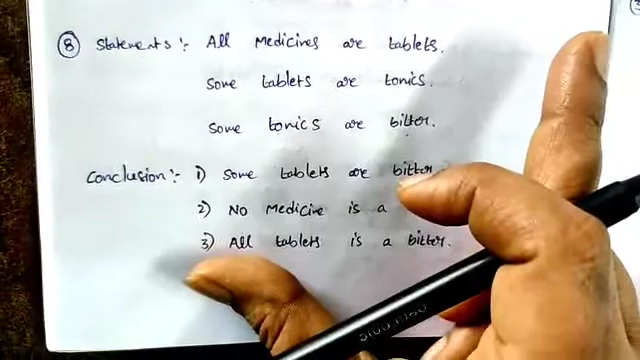 8 Statements :- All Medicines are tablets.
Some tablets are tonics.
Some tonics are bitter.
Conclusion :- 1) Some tablets are bitter
2) No Medicine is a
3) All tablets is a bitter.